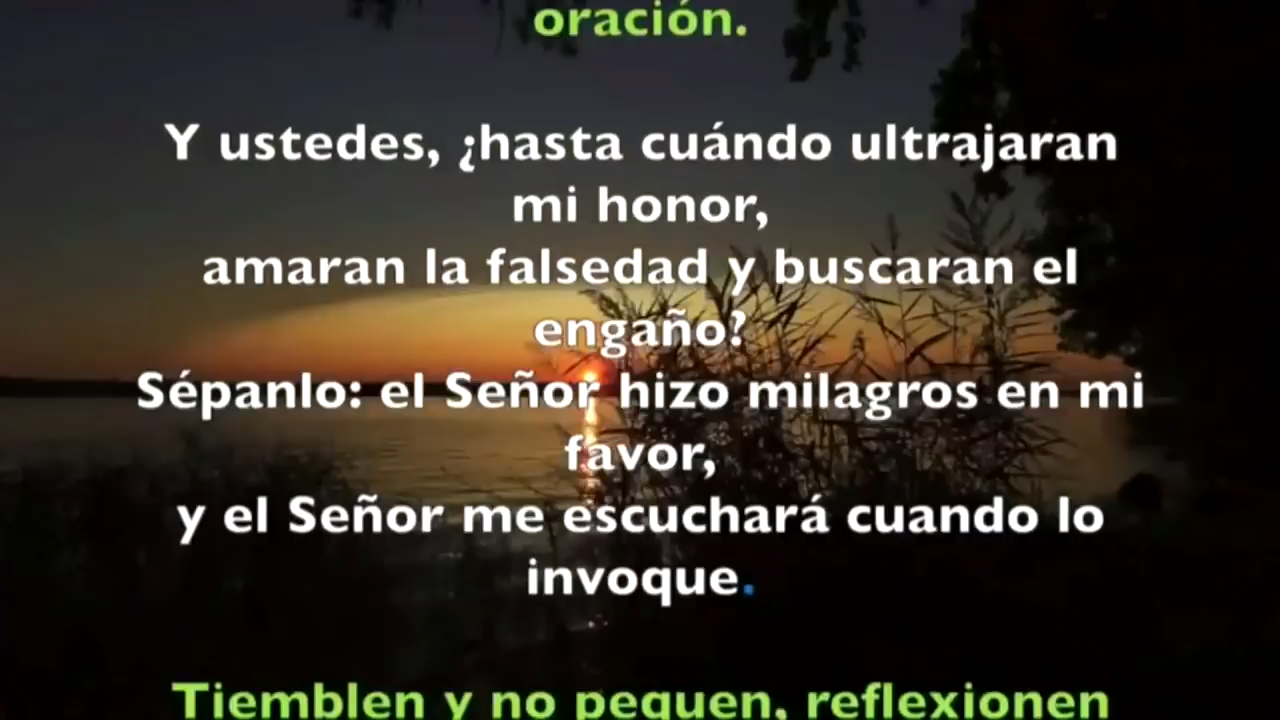 oración.
Y ustedes, ¿hasta cuándo ultrajaran
mi honor,
amaran la falsedad y buscaran el
engaño?
Sépanlo: el Señor hizo milagros en mi
favor,
y el Señor me escuchará cuando lo
invoque.
Tiemblen y no pequen, reflexionen